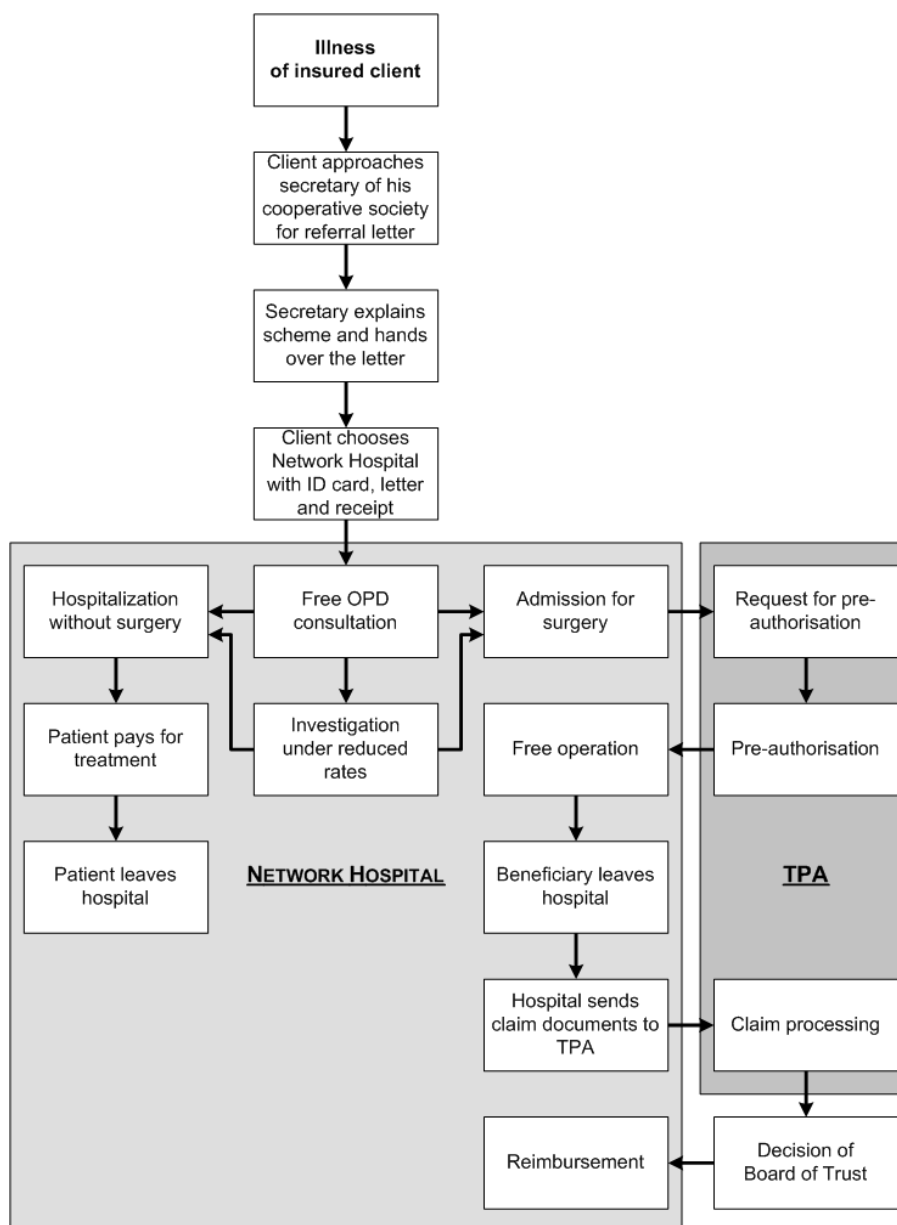 Illness
of insured client
Client approaches
secretary of his
cooperative society
for referral letter
Secretary explains
scheme and hands
over the letter
Client chooses
Network Hospital
with ID card, letter
and receipt
Hospitalization
without surgery
Free OPD
consultation
Admission for
surgery
Request for pre-
authorisation
Patient pays for
treatment
Investigation
under reduced
rates
Free operation
Pre-authorisation
Patient leaves
hospital
NETWORK HOSPITAL
Beneficiary leaves
hospital
TPA
Hospital sends
claim documents to
TPA
Claim processing
Reimbursement
Decision of
Board of Trust